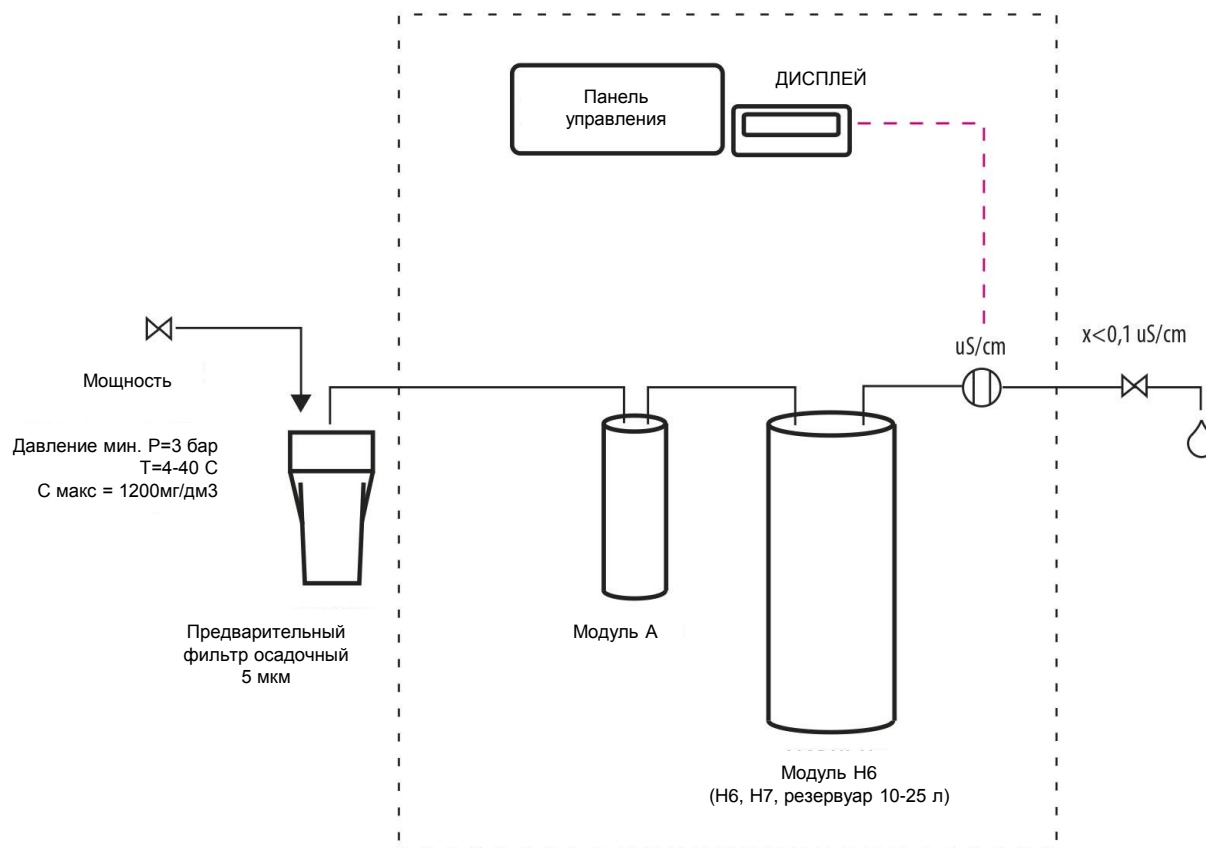 Панель
управления
ДИСПЛЕЙ
uS/cm
x<0,1 uS/cm
Мощность
Давление мин. P=3 бар
T=4-40 C
С макс = 1200мг/дм3
Предварительный
фильтр осадочный
5 мкм
Модуль А
Модуль H6
(H6, H7, резервуар 10-25 л)